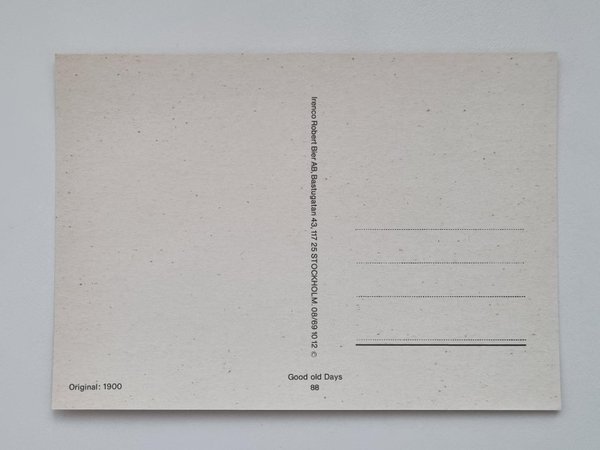 Irenco Robert Bier AB, Bastugatan 43, 117 25 STOCKHOLM. 08/69 10 12 ©
Good old Days
88
Original: 1900